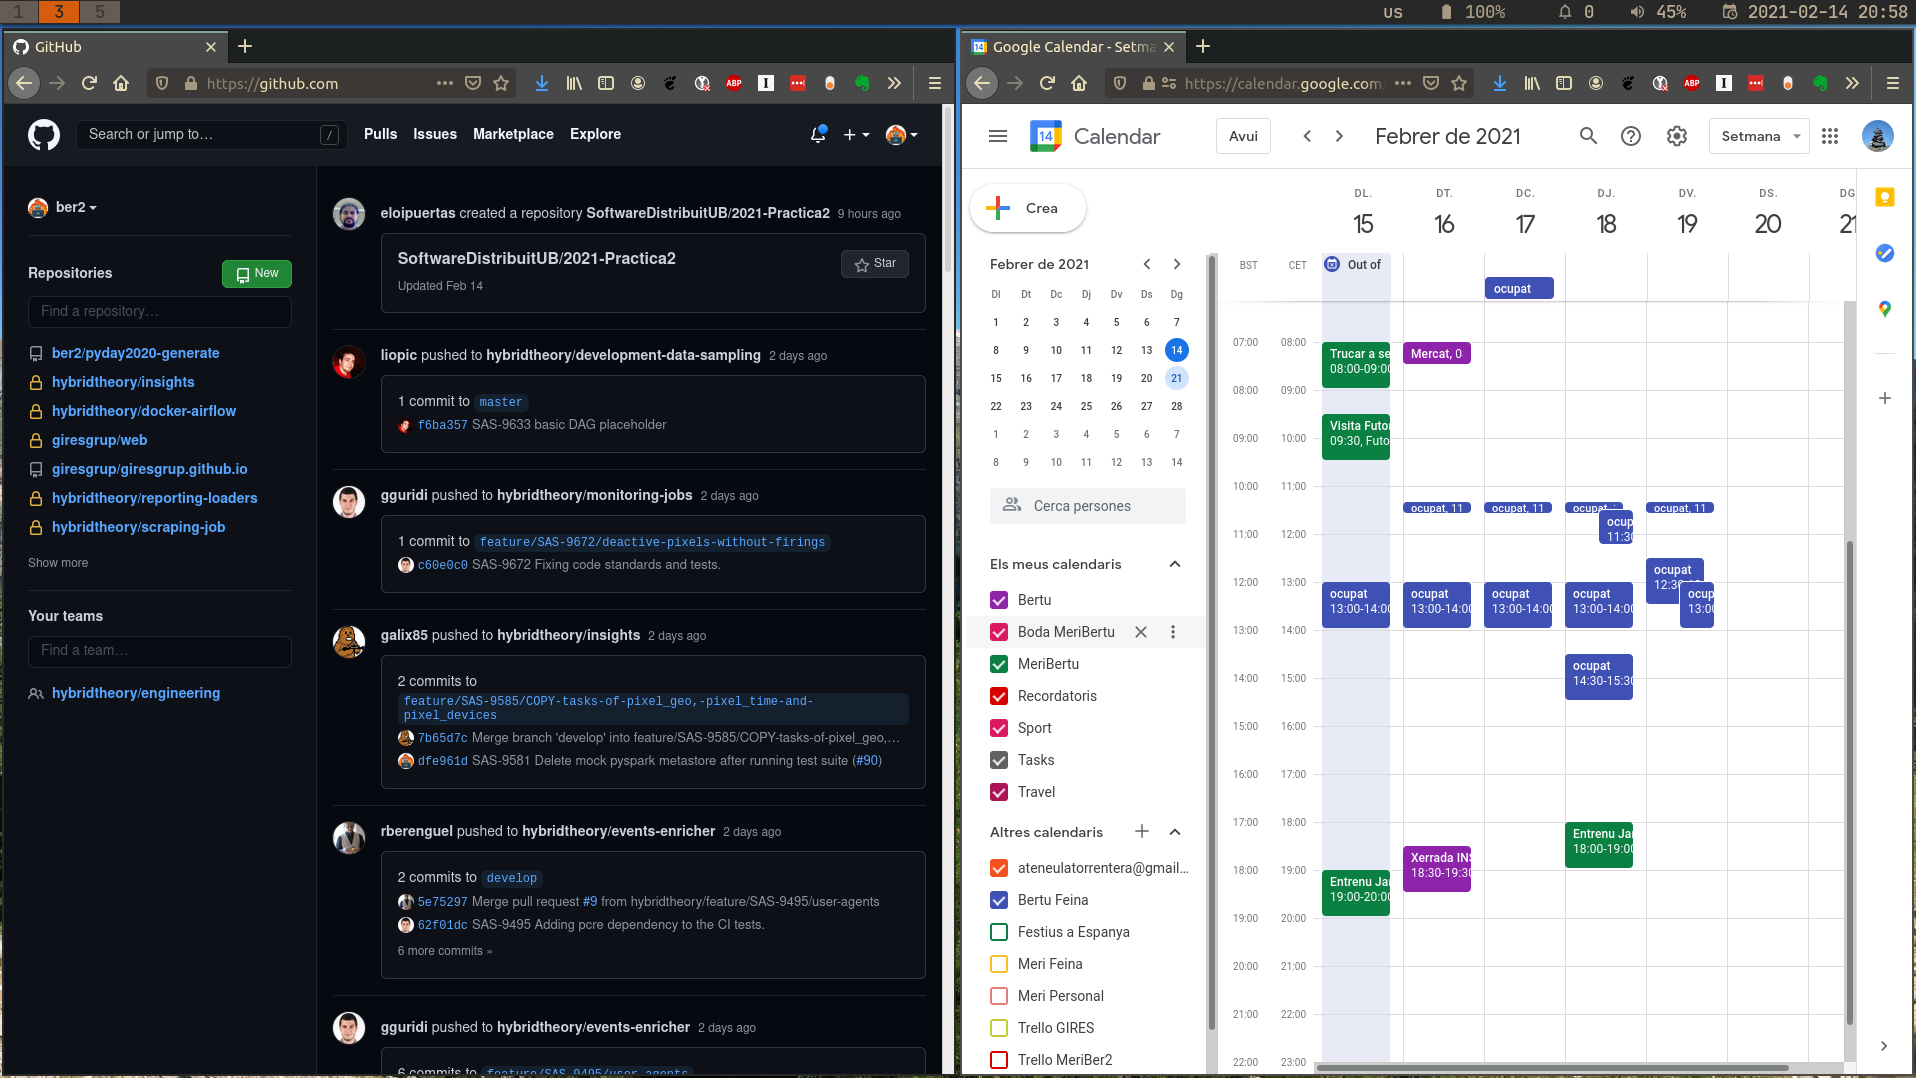 1 3 5
us 100% 0 45% 2021-02-14 20:58
GitHub
https://github.com
Search or jump to… /
Pulls Issues Marketplace Explore
ber2
Repositories
New
Find a repository…
ber2/pyday2020-generate
hybridtheory/insights
hybridtheory/docker-airflow
giresgrup/web
giresgrup/giresgrup.github.io
hybridtheory/reporting-loaders
hybridtheory/scraping-job
Show more
Your teams
Find a team…
hybridtheory/engineering
eloipuertas created a repository SoftwareDistribuitUB/2021-Practica2 9 hours ago
SoftwareDistribuitUB/2021-Practica2
Star
Updated Feb 14
liopic pushed to hybridtheory/development-data-sampling 2 days ago
1 commit to master
f6ba357 SAS-9633 basic DAG placeholder
gguridi pushed to hybridtheory/monitoring-jobs 2 days ago
1 commit to feature/SAS-9672/deactive-pixels-without-firings
c60e0c0 SAS-9672 Fixing code standards and tests.
galix85 pushed to hybridtheory/insights 2 days ago
2 commits to
feature/SAS-9585/COPY-tasks-of-pixel_geo,-pixel_time-and-
pixel_devices
7b65d7c Merge branch 'develop' into feature/SAS-9585/COPY-tasks-of-pixel_geo,…
dfe961d SAS-9581 Delete mock pyspark metastore after running test suite (#90)
rberenguel pushed to hybridtheory/events-enricher 2 days ago
2 commits to develop
5e75297 Merge pull request #9 from hybridtheory/feature/SAS-9495/user-agents
62f01dc SAS-9495 Adding pcre dependency to the CI tests.
6 more commits »
gguridi pushed to hybridtheory/events-enricher 2 days ago
6 commits to feature/SAS-9495/user-agents
Google Calendar - Setma
https://calendar.google.com
ABP
ABP
14 Calendar
Avui
Febrer de 2021
Setmana
Crea
Febrer de 2021
Dl Dt Dc Dj Dv Ds Dg
1 2 3 4 5 6 7
8 9 10 11 12 13 14
15 16 17 18 19 20 21
22 23 24 25 26 27 28
1 2 3 4 5 6 7
8 9 10 11 12 13 14
Cerca persones
Els meus calendaris
Bertu
Boda MeriBertu
MeriBertu
Recordatoris
Sport
Tasks
Travel
Altres calendaris
ateneulatorrentera@gmail…
Bertu Feina
Festius a Espanya
Meri Feina
Meri Personal
Trello GIRES
Trello MeriBer2
DL. DT. DC. DJ. DV. DS. DG
15 16 17 18 19 20 21
BST CET
Out of
ocupat
07:00 08:00
08:00 09:00
09:00 10:00
10:00 11:00
11:00 12:00
12:00 13:00
13:00 14:00
14:00 15:00
15:00 16:00
16:00 17:00
17:00 18:00
18:00 19:00
19:00 20:00
20:00 21:00
21:00 22:00
22:00 23:00
Trucar a se
08:00-09:00
Visita Futo
09:30, Futo
ocupat
13:00-14:00
Entrenu Jar
19:00-20:00
Mercat, 0
ocupat, 11
ocupat
13:00-14:00
Xerrada INS
18:30-19:30
ocupat, 11
ocupat
13:00-14:00
ocupat,
ocup
11:30
ocupat
13:00-14:00
ocupat
14:30-15:30
Entrenu Jar
18:00-19:00
ocupat, 11
ocupat
12:30
ocup
13:00